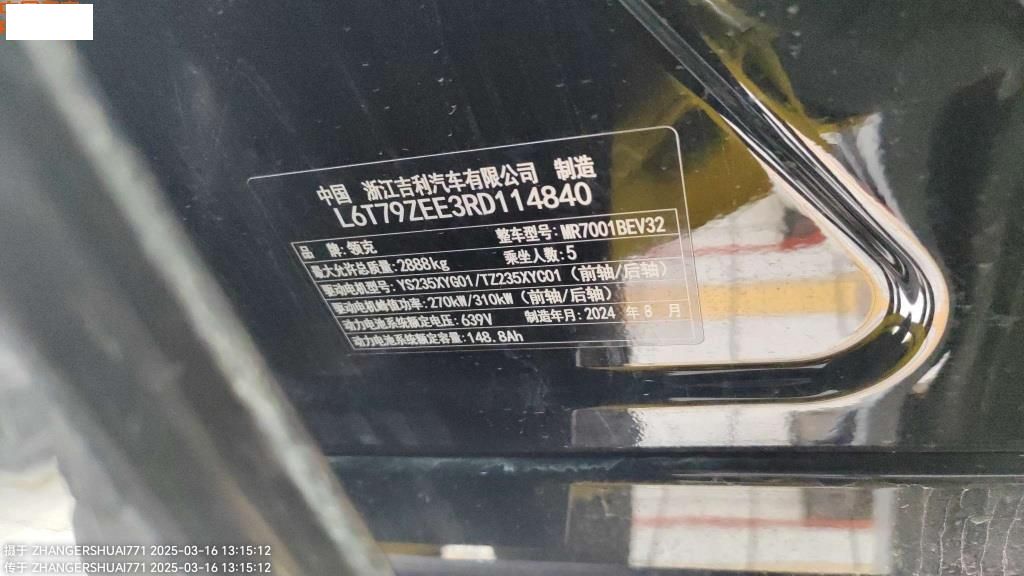 中国 浙江吉利汽车有限公司 制造
L6T79ZEE3RD114840
品 牌:领克 整车型号:MR7001BEV32
最大允许总质量:2888kg 乘坐人数:5
驱动电机型号:YS235XYG01/TZ235XYC01 (前轴/后轴)
驱动电机峰值功率:270kW/310kW (前轴/后轴)
动力电池系统额定电压:639V 制造年月:2024 年 8 月
动力电池系统额定容量:148.8Ah
摄于 ZHANGERSHUAI771 2025-03-16 13:15:12
传于 ZHANGERSHUAI771 2025-03-16 13:15:12